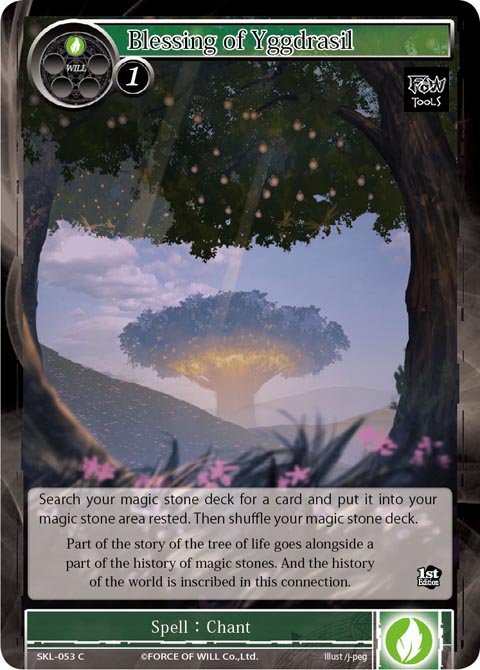 Blessing of Yggdrasil
WILL
1
FOW
TOOLS
Search your magic stone deck for a card and put it into your
magic stone area rested. Then shuffle your magic stone deck.
Part of the story of the tree of life goes alongside a
part of the history of magic stones. And the history
of the world is inscribed in this connection.
1st
Edition
Spell : Chant
SKL-053 C ©FORCE OF WILL Co.,Ltd. Illust/j-peg